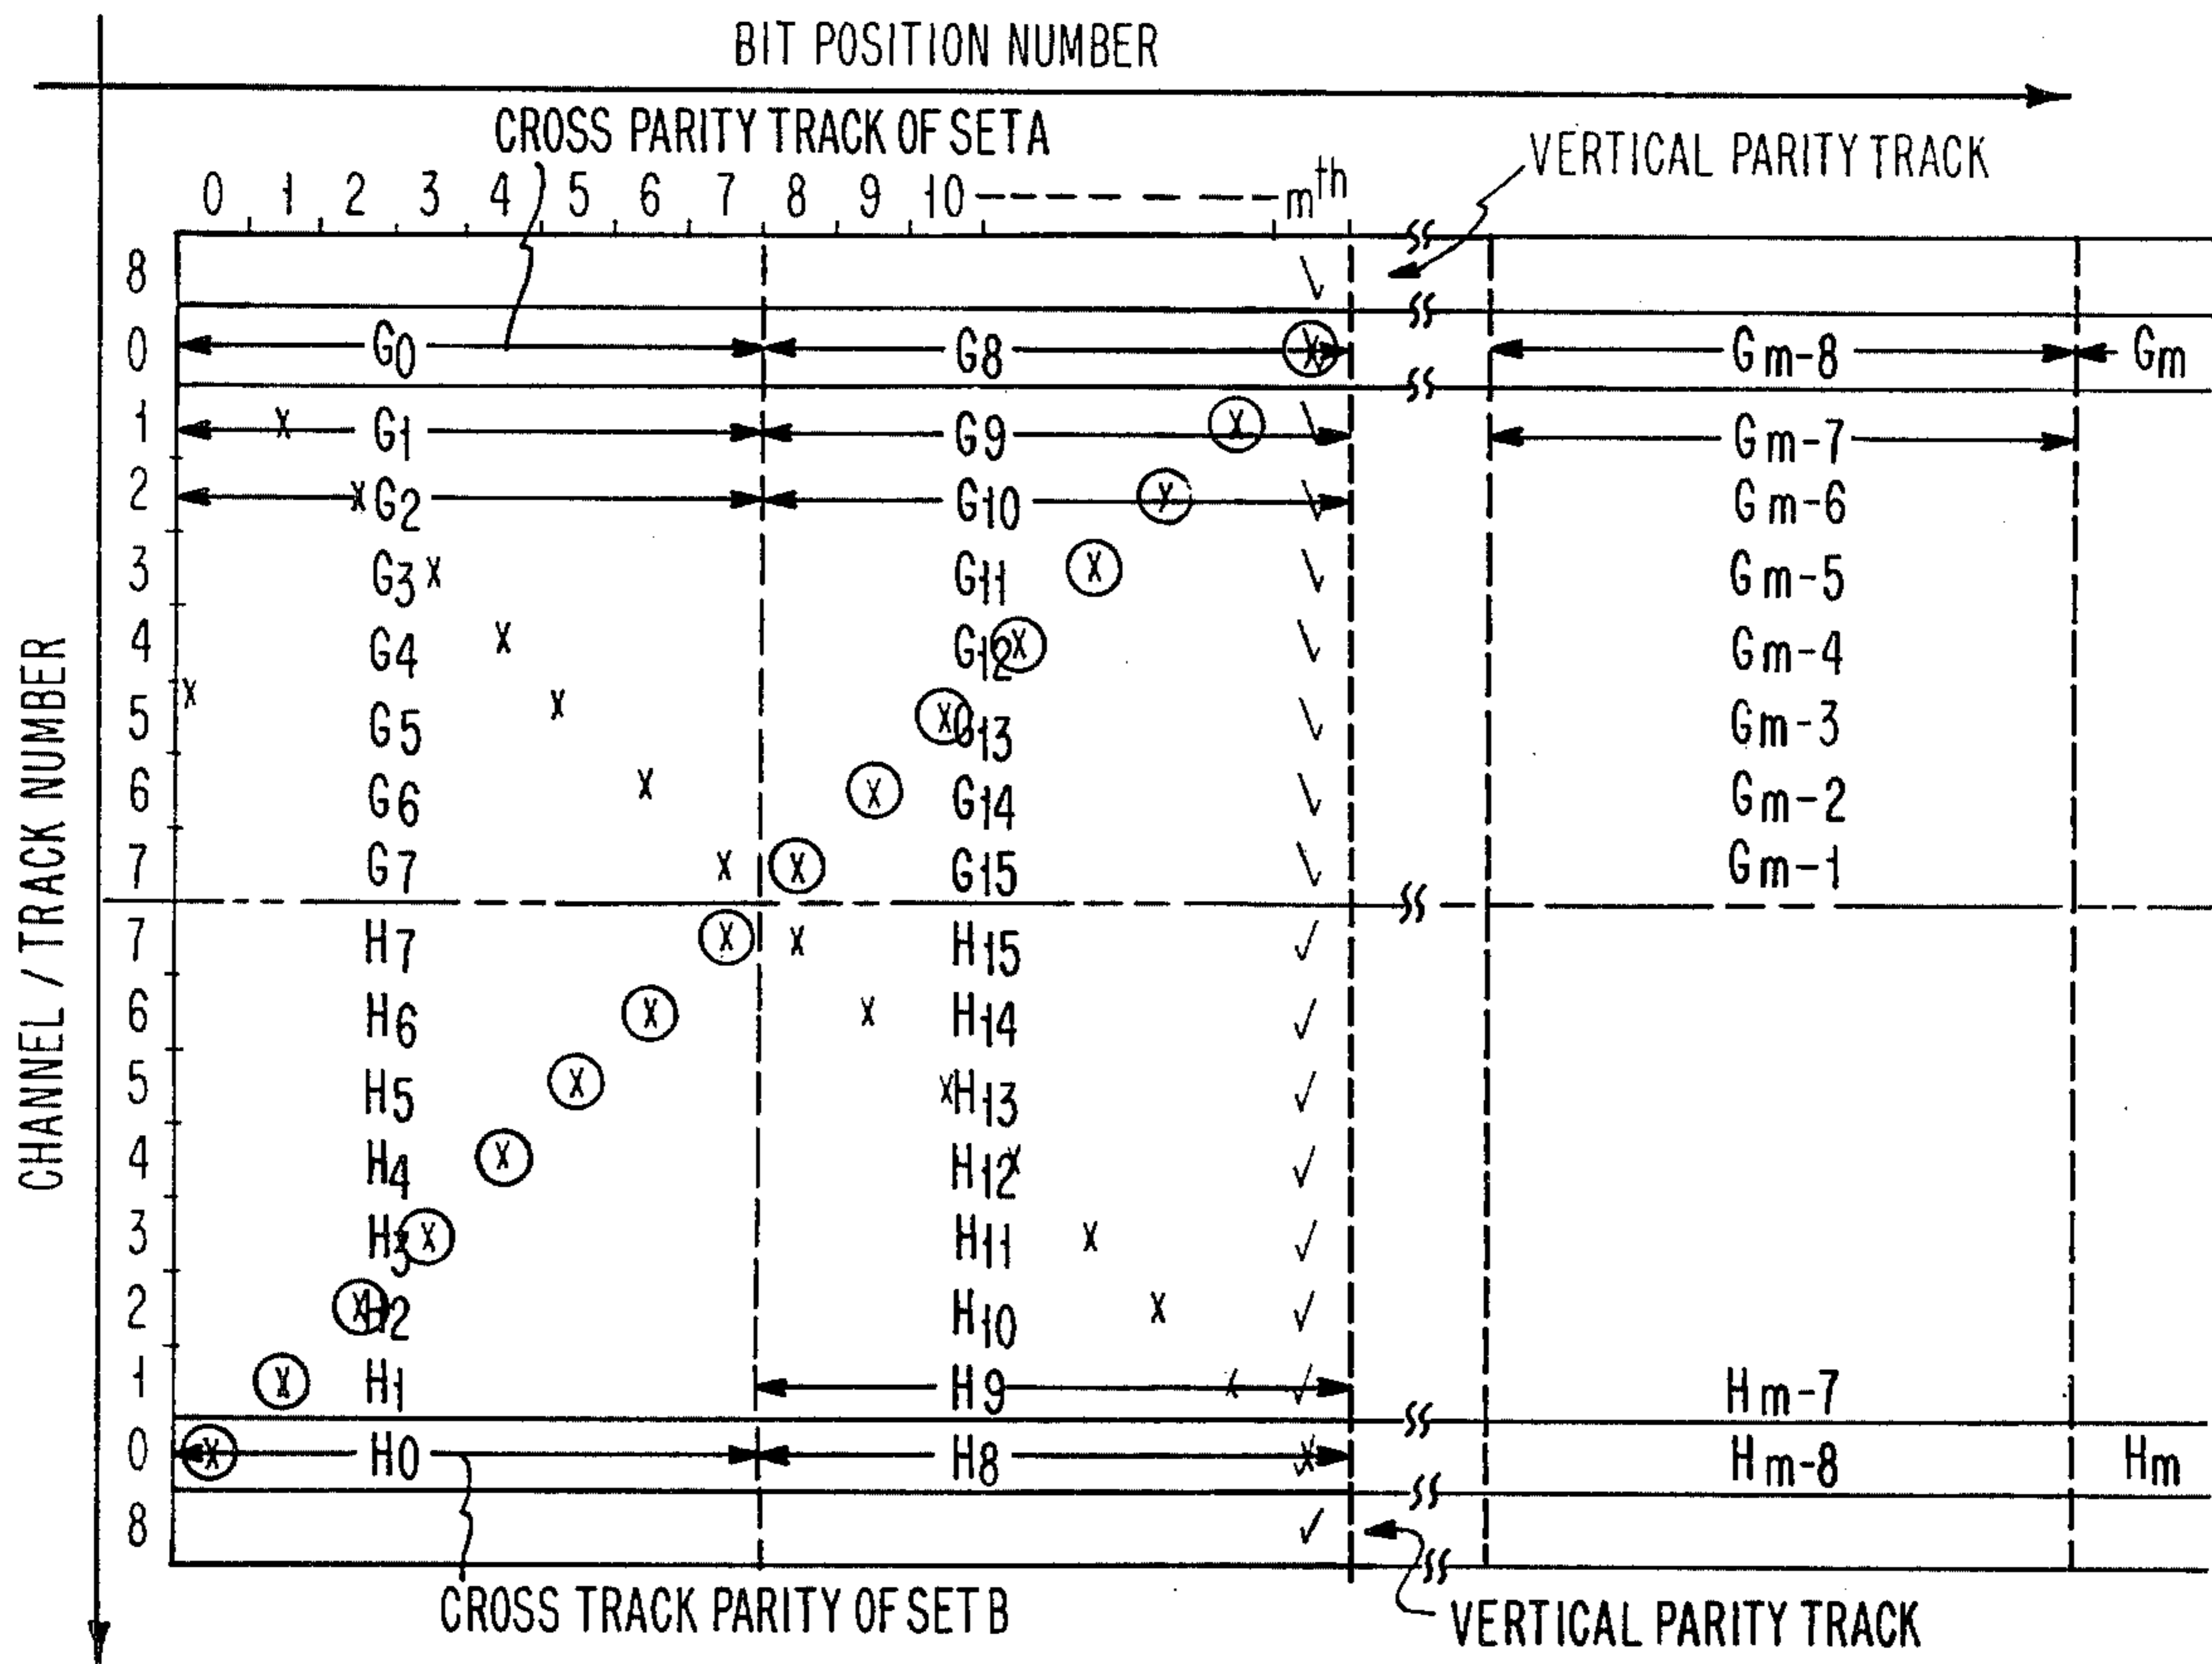 BIT POSITION NUMBER
CROSS PARITY TRACK OF SET A
VERTICAL PARITY TRACK
0 1 2 3 4 5 6 7 8 9 10 mth
CHANNEL / TRACK NUMBER
8
0 G0 G8 X Gm-8 Gm
1 X G1 G9 X Gm-7
2 X G2 G10 X Gm-6
3 G3 X G11 X Gm-5
4 G4 X G12 X Gm-4
X
5 G5 X X G13 Gm-3
6 G6 X X G14 Gm-2
7 G7 X X G15 Gm-1
7 H7 X X H15
6 H6 X X H14
5 H5 X X H13
4 H4 X H12 X
3 H3 X H11 X
2 X H2 H10 X
1 X H1 H9 X Hm-7
0 X H0 H8 X Hm-8 Hm
8
CROSS TRACK PARITY OF SET B
VERTICAL PARITY TRACK